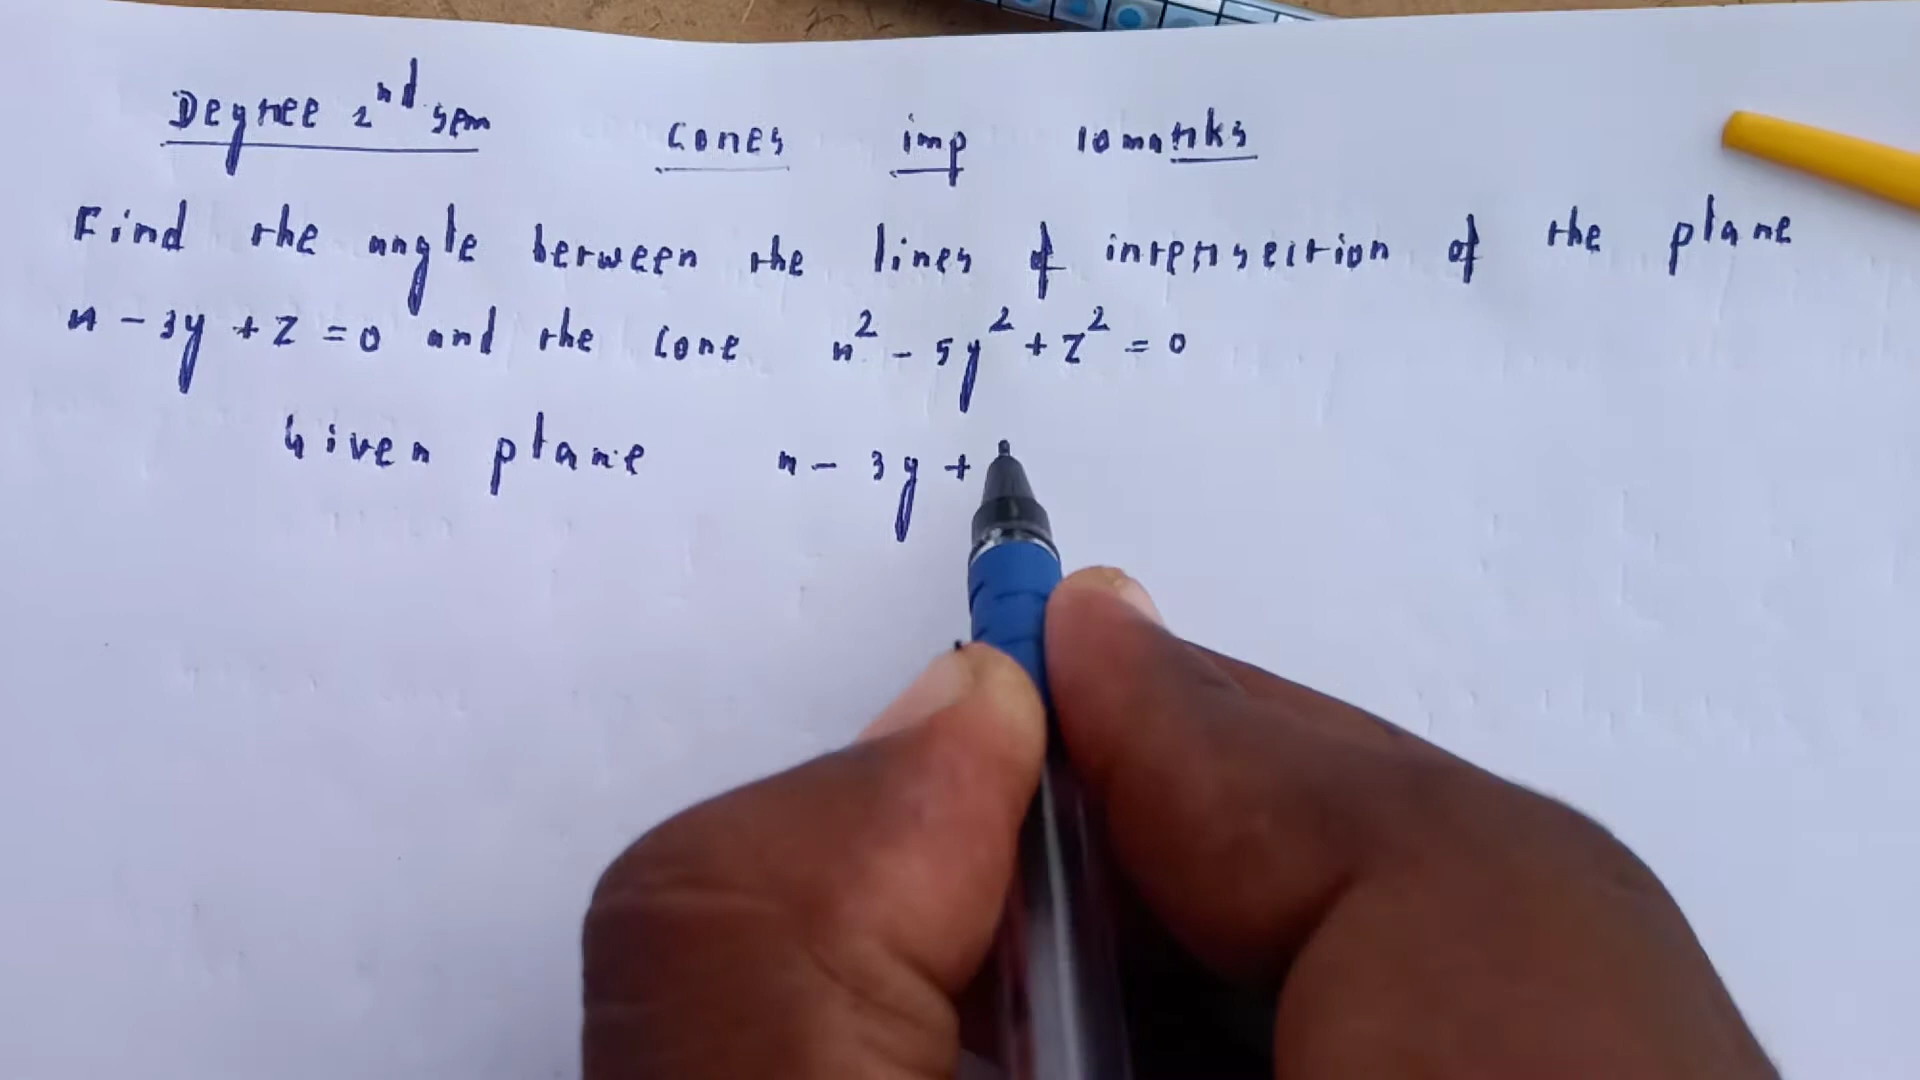 Degree 2nd sem cones imp 10 marks
Find the angle between the lines of intersection of the plane
x - 3y + z = 0 and the cone x² - 5y² + z² = 0
Given plane x - 3y +